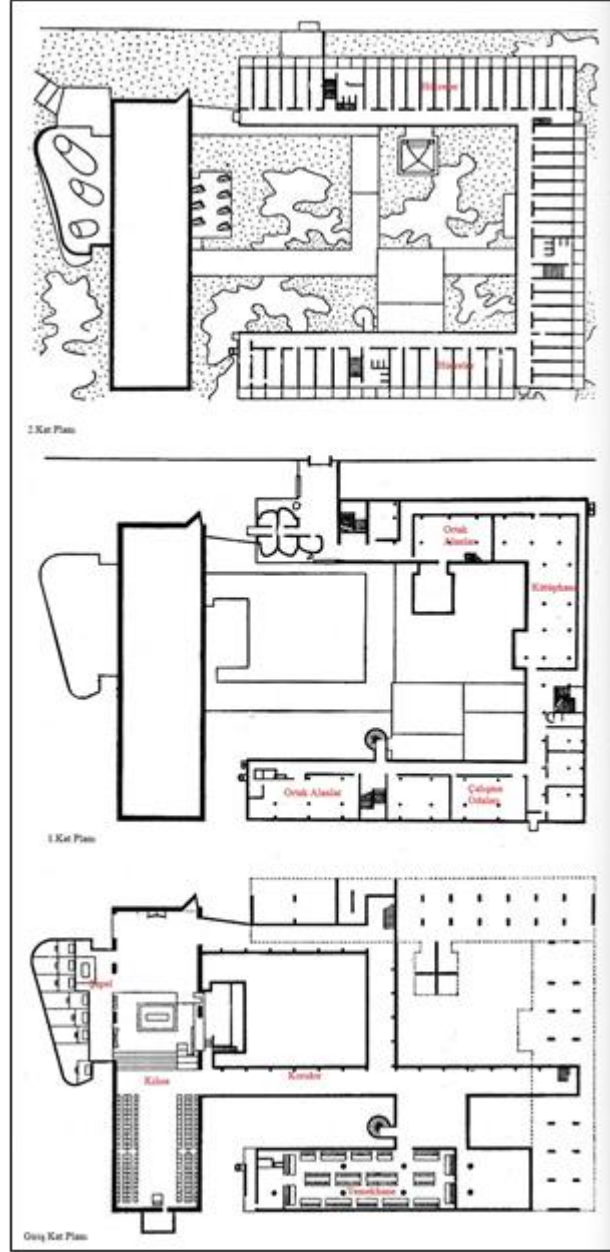 Hücreler
Hücreler
2.Kat Planı
Ortak
Alanlar
Kütüphane
Ortak Alanlar
Çalışma
Odaları
1.Kat Planı
Şapel
Kilise
Koridor
Yemekhane
Giriş Kat Planı